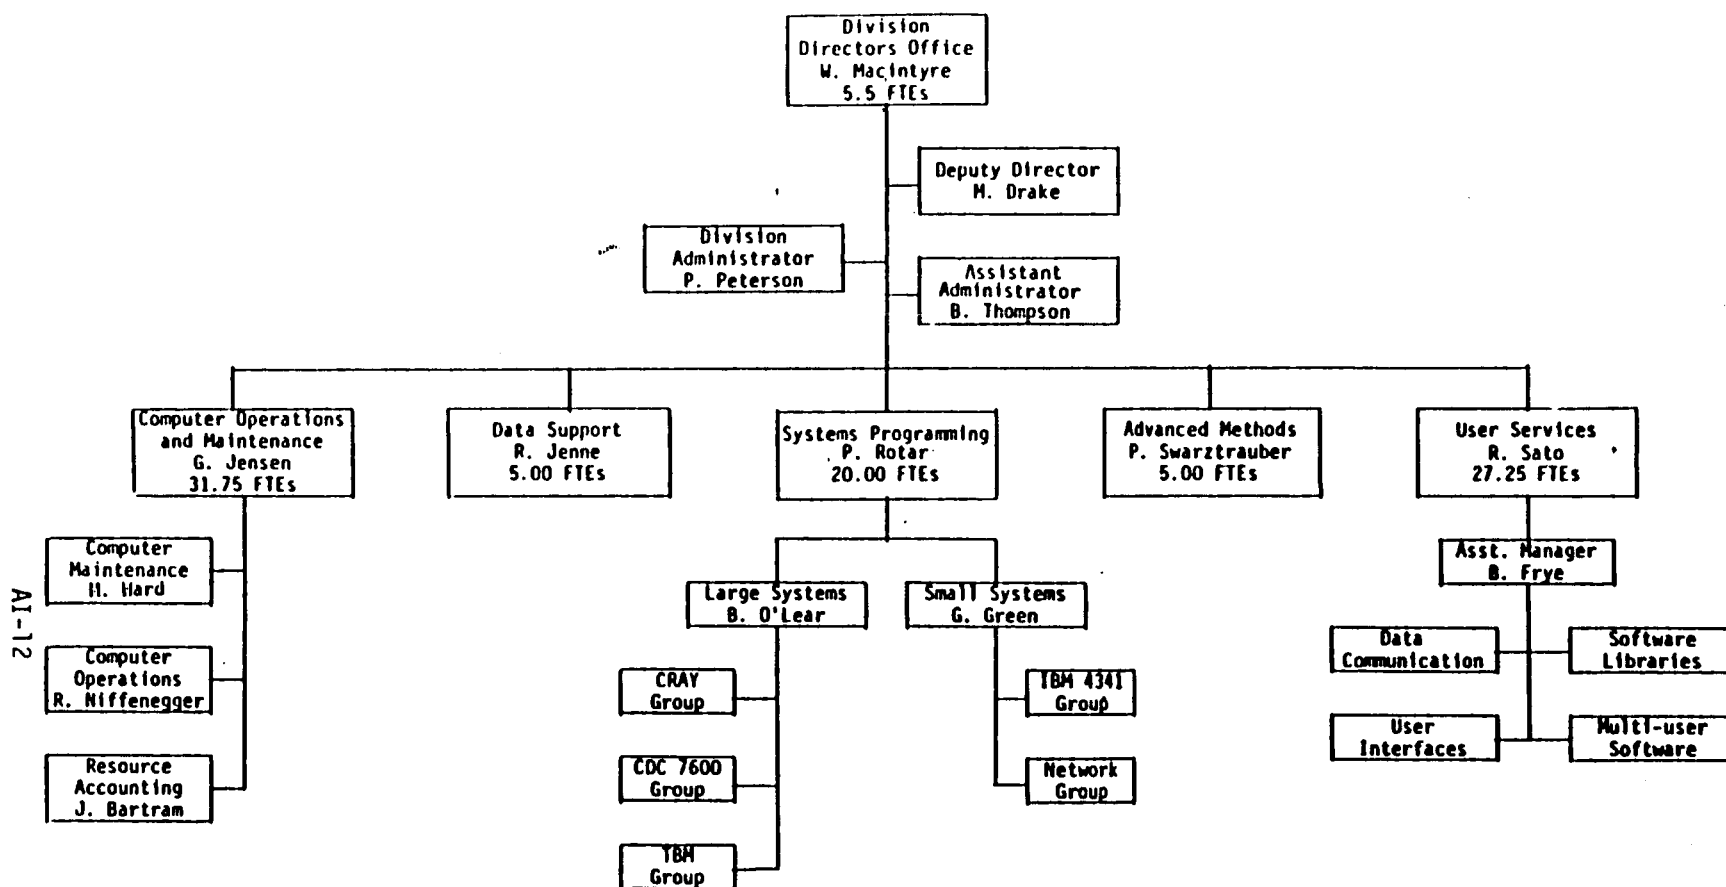 Division
Directors Office
W. Macintyre
5.5 FTEs
Deputy Director
M. Drake
Division
Administrator
P. Peterson
Assistant
Administrator
B. Thompson
Computer Operations
and Maintenance
G. Jensen
31.75 FTEs
Data Support
R. Jenne
5.00 FTEs
Systems Programming
P. Rotar
20.00 FTEs
Advanced Methods
P. Swarztrauber
5.00 FTEs
User Services
R. Sato
27.25 FTEs
Computer
Maintenance
H. Hard
Computer
Operations
R. Niffenegger
Resource
Accounting
J. Bartram
Large Systems
B. O'Lear
CRAY
Group
CDC 7600
Group
TBM
Group
Small Systems
G. Green
IBM 4341
Group
Network
Group
Asst. Manager
B. Frye
Data
Communication
Software
Libraries
User
Interfaces
Multi-user
Software
AI-12